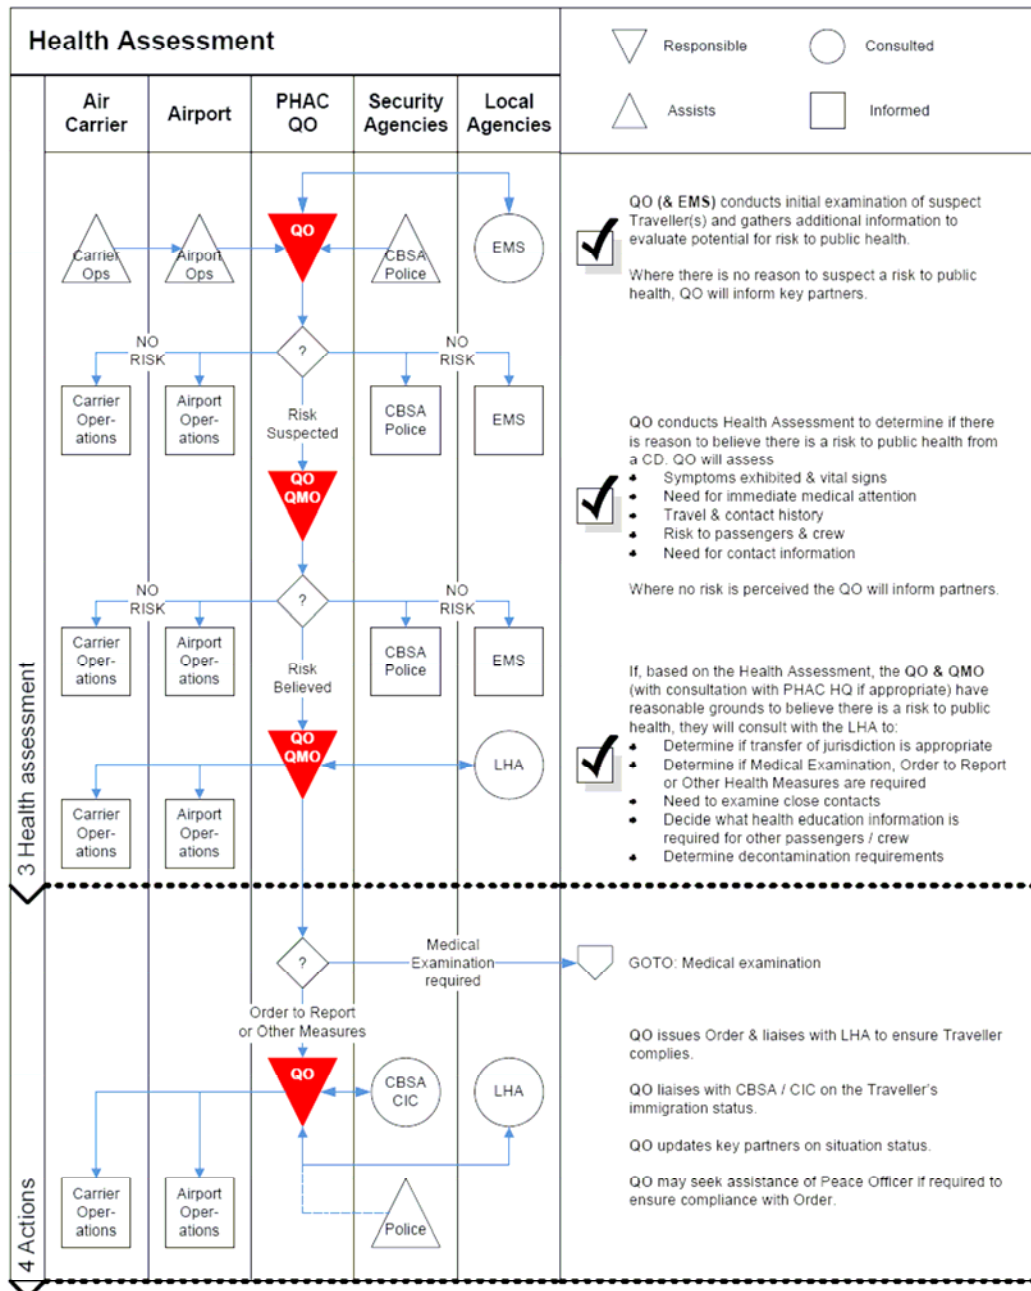 Health Assessment
Responsible
Consulted
Assists
Informed
Air
Carrier
Airport
PHAC
QO
Security
Agencies
Local
Agencies
3 Health assessment
Carrier
Ops
Airport
Ops
QO
CBSA
Police
EMS
QO (& EMS) conducts initial examination of suspect
Traveller(s) and gathers additional information to
evaluate potential for risk to public health.
Where there is no reason to suspect a risk to public
health, QO will inform key partners.
NO
RISK
?
NO
RISK
Carrier
Oper-
ations
Airport
Oper-
ations
Risk
Suspected
CBSA
Police
EMS
QO
QMO
QO conducts Health Assessment to determine if there
is reason to believe there is a risk to public health from
a CD. QO will assess
Symptoms exhibited & vital signs
Need for immediate medical attention
Travel & contact history
Risk to passengers & crew
Need for contact information
Where no risk is perceived the QO will inform partners.
NO
RISK
?
NO
RISK
Carrier
Oper-
ations
Airport
Oper-
ations
Risk
Believed
CBSA
Police
EMS
QO
QMO
LHA
Carrier
Oper-
ations
Airport
Oper-
ations
If, based on the Health Assessment, the QO & QMO
(with consultation with PHAC HQ if appropriate) have
reasonable grounds to believe there is a risk to public
health, they will consult with the LHA to:
Determine if transfer of jurisdiction is appropriate
Determine if Medical Examination, Order to Report
or Other Health Measures are required
Need to examine close contacts
Decide what health education information is
required for other passengers / crew
Determine decontamination requirements
4 Actions
?
Medical
Examination
required
GOTO: Medical examination
Order to Report
or Other Measures
QO
CBSA
CIC
LHA
Carrier
Oper-
ations
Airport
Oper-
ations
Police
QO issues Order & liaises with LHA to ensure Traveller
complies.
QO liaises with CBSA / CIC on the Traveller's
immigration status.
QO updates key partners on situation status.
QO may seek assistance of Peace Officer if required to
ensure compliance with Order.